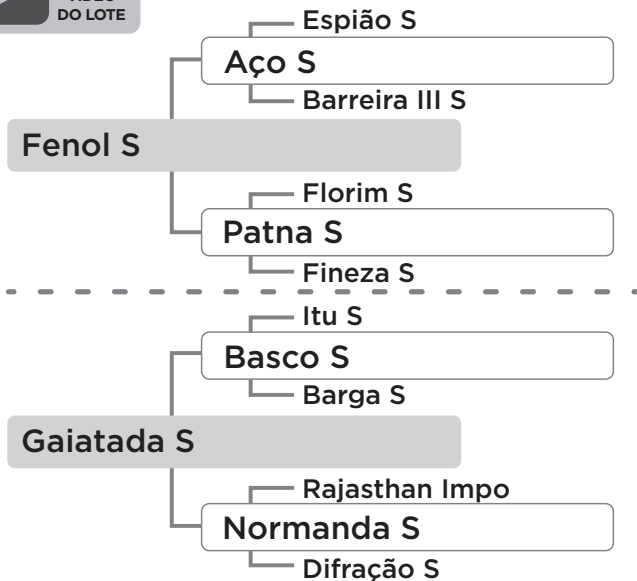 DO LOTE
Espião S
Aço S
Barreira III S
Fenol S
Florim S
Patna S
Fineza S
Itu S
Basco S
Barga S
Gaiatada S
Rajasthan Impo
Normanda S
Difração S